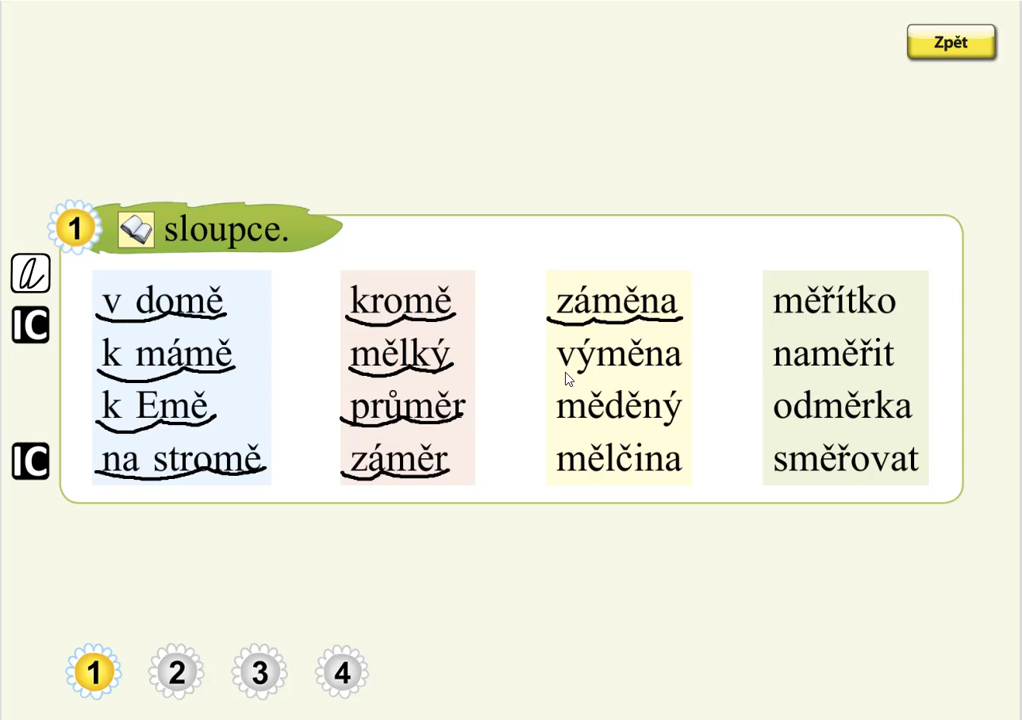 Zpět
1 sloupce.
a
IC
IC
v domě
k mámě
k Emě
na stromě
kromě
mělký
průměr
záměr
záměna
výměna
měděný
mělčina
měřítko
naměřit
odměrka
směřovat
1 2 3 4